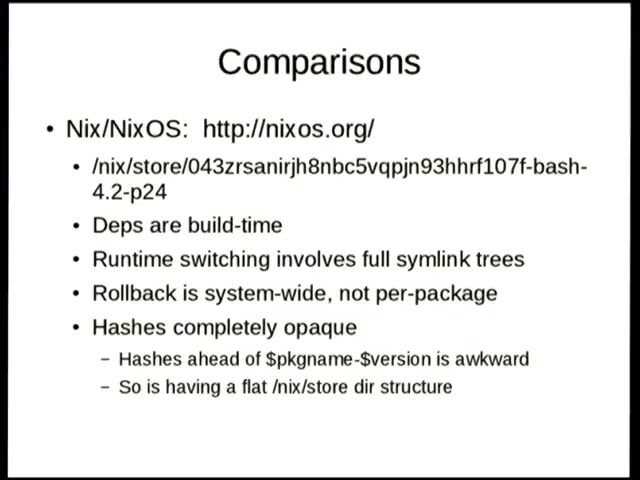 Comparisons
• Nix/NixOS: http://nixos.org/
• /nix/store/043zrsanirjh8nbc5vqpjn93hhrf107f-bash-
4.2-p24
• Deps are build-time
• Runtime switching involves full symlink trees
• Rollback is system-wide, not per-package
• Hashes completely opaque
– Hashes ahead of $pkgname-$version is awkward
– So is having a flat /nix/store dir structure